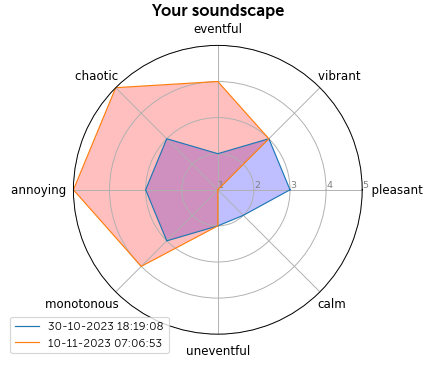 Your soundscape
eventful
chaotic
vibrant
annoying
1
2
3
4
5
pleasant
monotonous
calm
uneventful
30-10-2023 18:19:08
10-11-2023 07:06:53